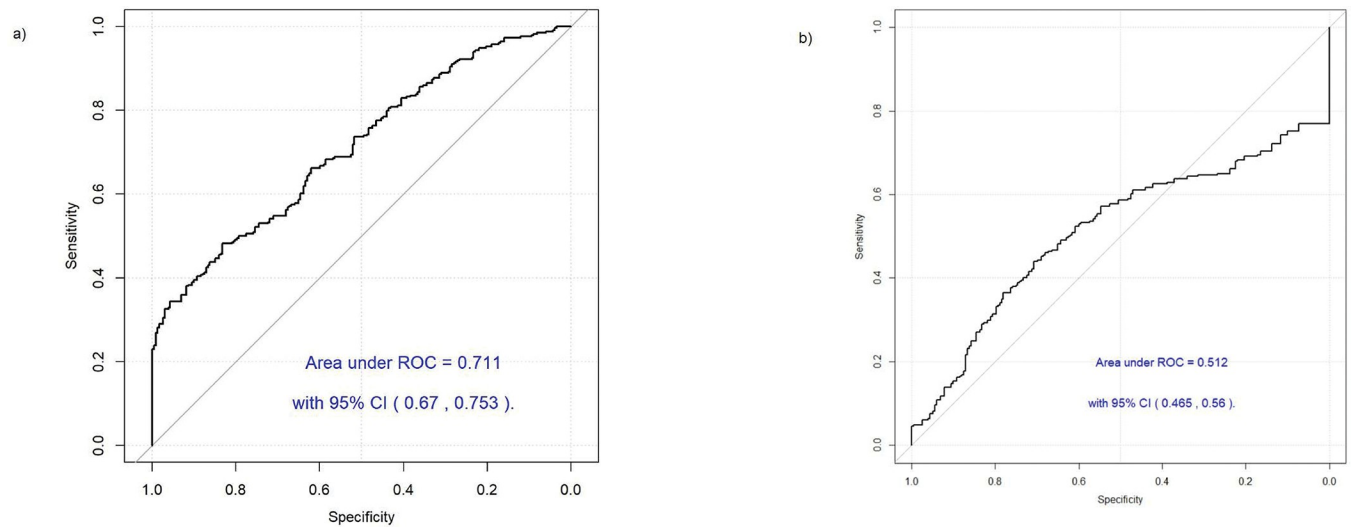 a)
1.0
0.8
0.6
0.4
0.2
0.0
Sensitivity
Area under ROC = 0.711
with 95% CI ( 0.67 , 0.753 ).
1.0 0.8 0.6 0.4 0.2 0.0
Specificity
b)
1.0
0.8
0.6
0.4
0.2
0.0
Sensitivity
Area under ROC = 0.512
with 95% CI ( 0.465 , 0.56 ).
1.0 0.8 0.6 0.4 0.2 0.0
Specificity